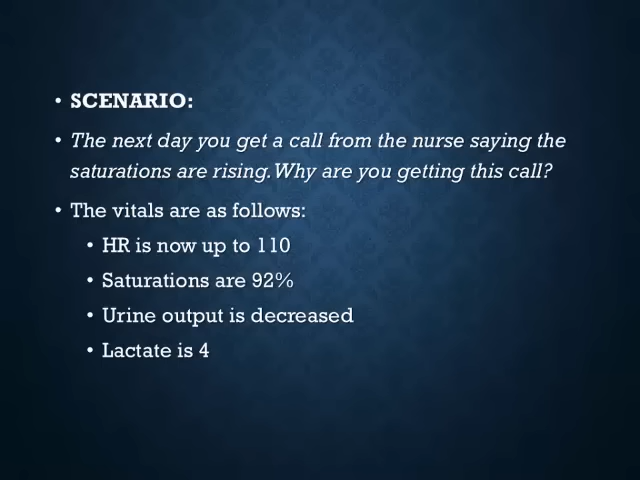 • SCENARIO:
• The next day you get a call from the nurse saying the
saturations are rising. Why are you getting this call?
• The vitals are as follows:
• HR is now up to 110
• Saturations are 92%
• Urine output is decreased
• Lactate is 4